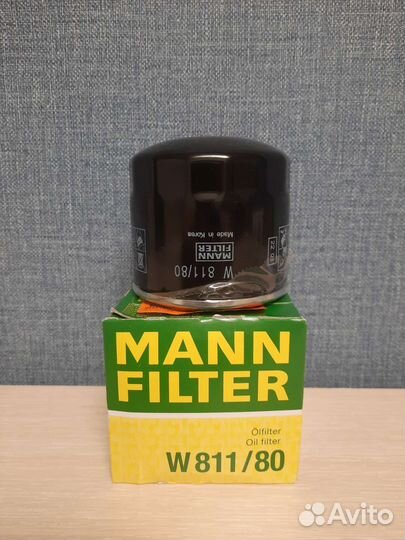 W 811/80
MANN
FILTER
Made in Korea
MANN
FILTER
Ölfilter
Oil filter
W 811/80
Avito